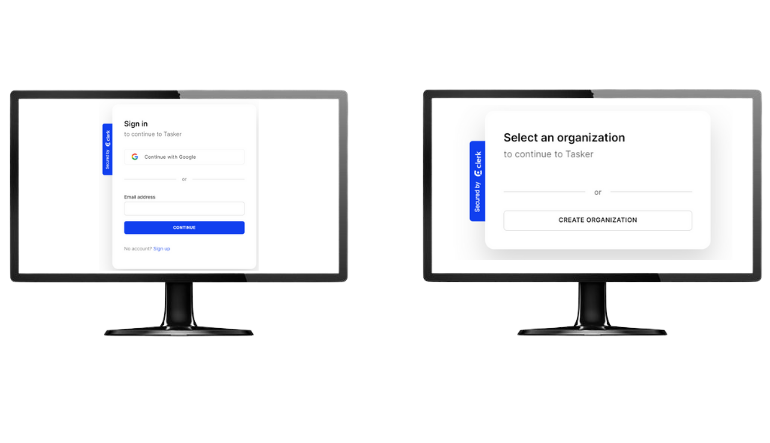 Sign in
to continue to Tasker
Continue with Google
or
Email address
CONTINUE
No account? Sign up
Secured by clerk
Select an organization
to continue to Tasker
or
CREATE ORGANIZATION
Secured by clerk